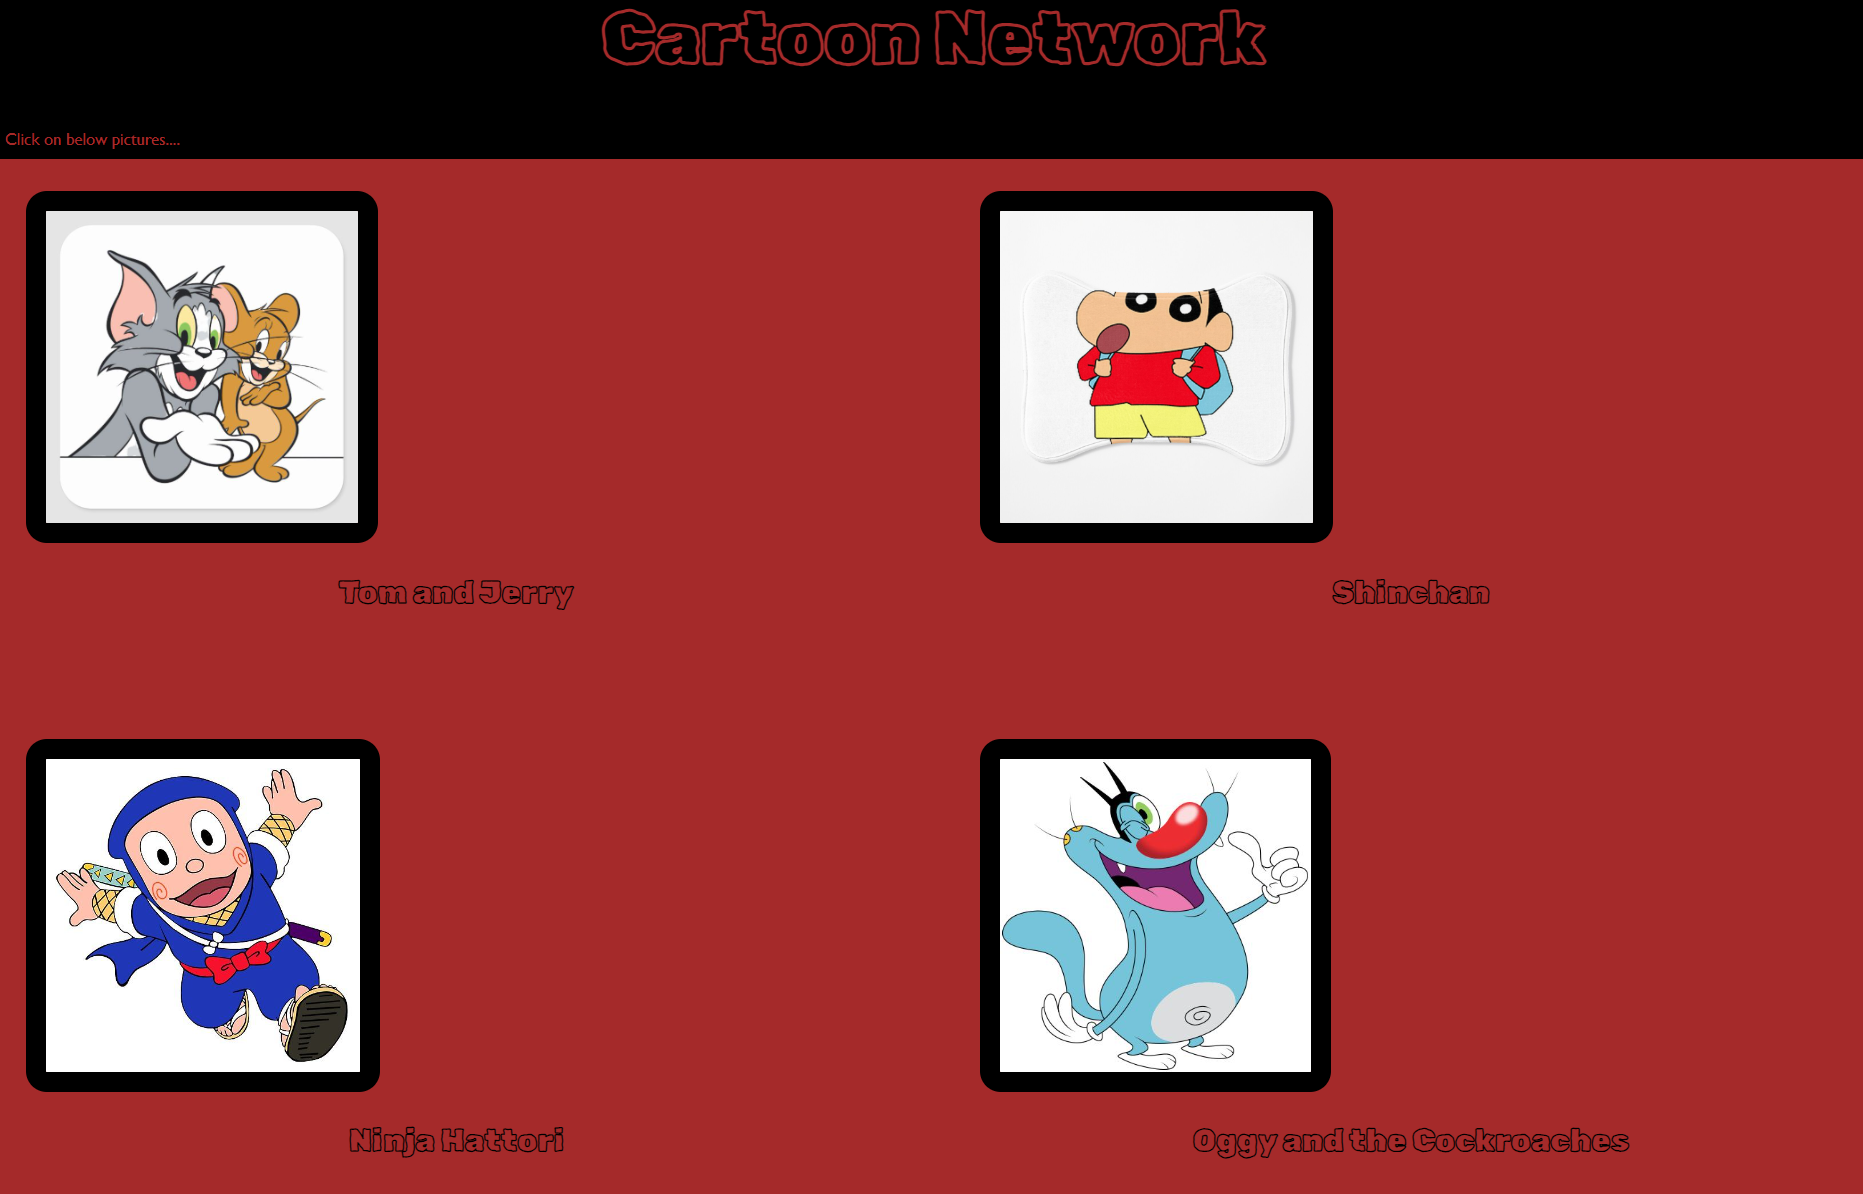 Cartoon Network
Click on below pictures....
Tom and Jerry
Shinchan
Ninja Hattori
Oggy and the Cockroaches